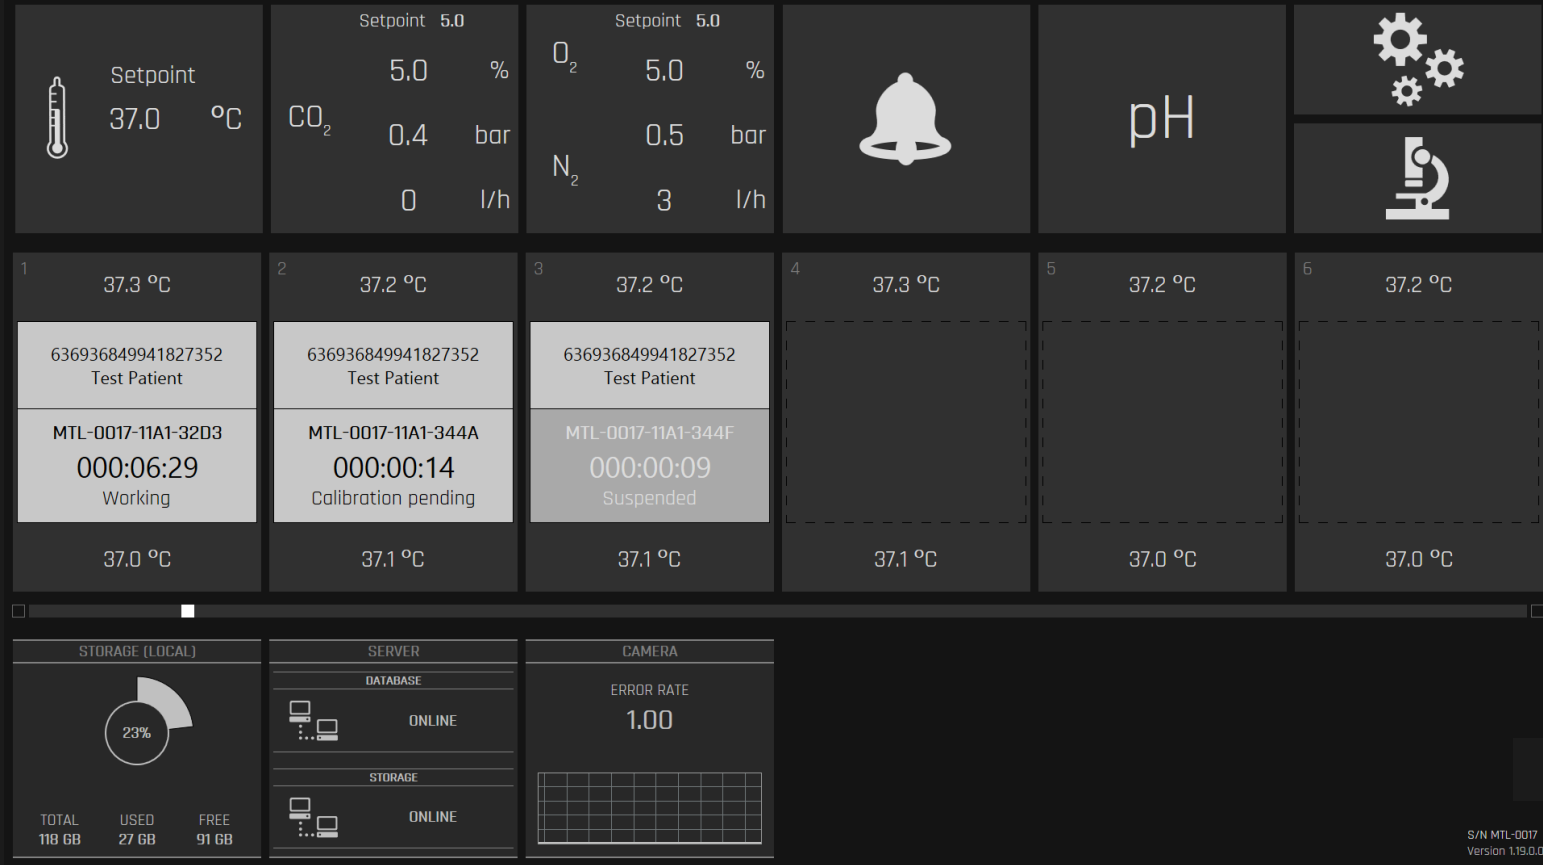 Setpoint
37.0 °C
Setpoint 5.0
CO2
5.0 %
0.4 bar
0 l/h
Setpoint 5.0
O2
5.0 %
0.5 bar
N2
3 l/h
pH
1
37.3 °C
636936849941827352
Test Patient
MTL-0017-11A1-32D3
000:06:29
Working
37.0 °C
2
37.2 °C
636936849941827352
Test Patient
MTL-0017-11A1-344A
000:00:14
Calibration pending
37.1 °C
3
37.2 °C
636936849941827352
Test Patient
MTL-0017-11A1-344F
000:00:09
Suspended
37.1 °C
4
37.3 °C
37.1 °C
5
37.2 °C
37.0 °C
6
37.2 °C
37.0 °C
STORAGE (LOCAL)
23%
TOTAL USED FREE
118 GB 27 GB 91 GB
SERVER
DATABASE
ONLINE
STORAGE
ONLINE
CAMERA
ERROR RATE
1.00
S/N MTL-0017
Version 1.19.0.0